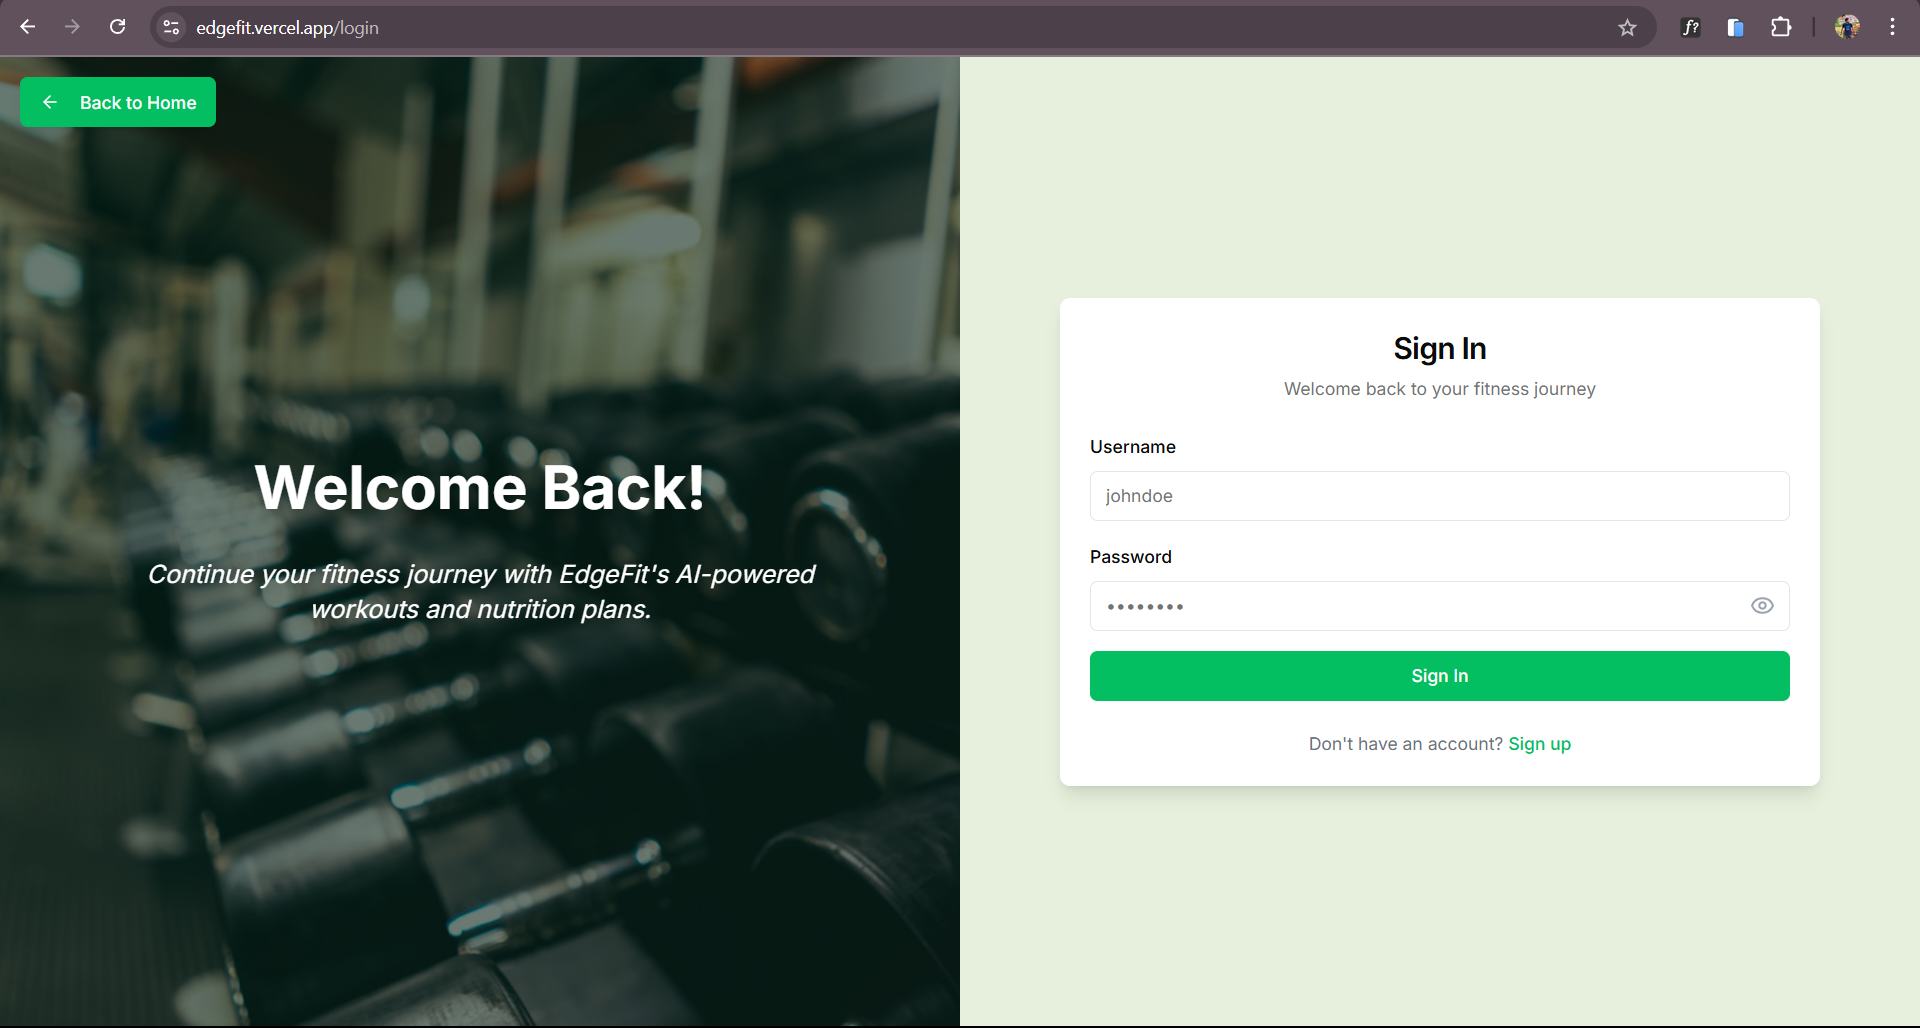 edgefit.vercel.app/login
f?
Back to Home
Welcome Back!
Continue your fitness journey with EdgeFit's AI-powered
workouts and nutrition plans.
Sign In
Welcome back to your fitness journey
Username
johndoe
Password
••••••••
Sign In
Don't have an account? Sign up